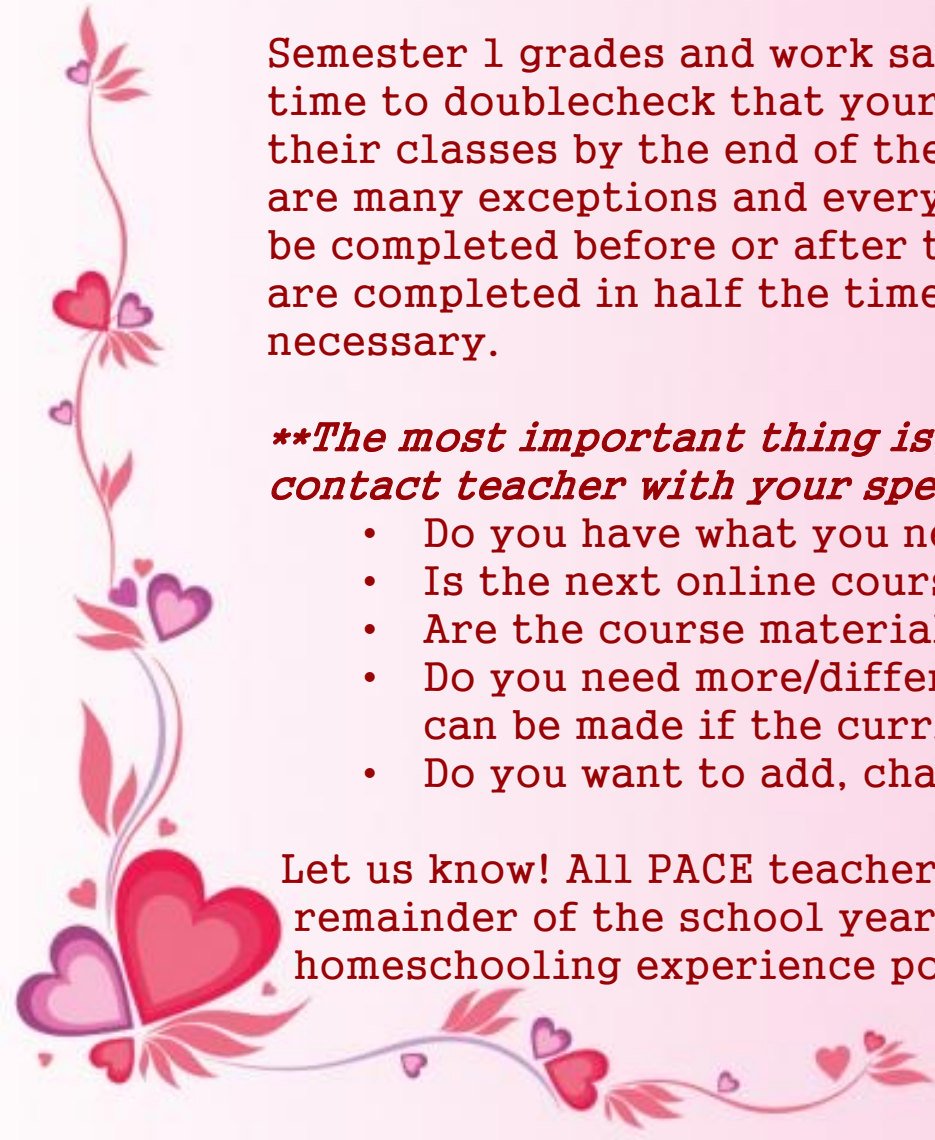 Semester 1 grades and work sa
time to doublecheck that your
their classes by the end of the
are many exceptions and every
be completed before or after t
are completed in half the time
necessary.
**The most important thing is
contact teacher with your spe
• Do you have what you ne
• Is the next online cours
• Are the course material
• Do you need more/differ
can be made if the curr
• Do you want to add, cha
Let us know! All PACE teacher
remainder of the school year
homeschooling experience po